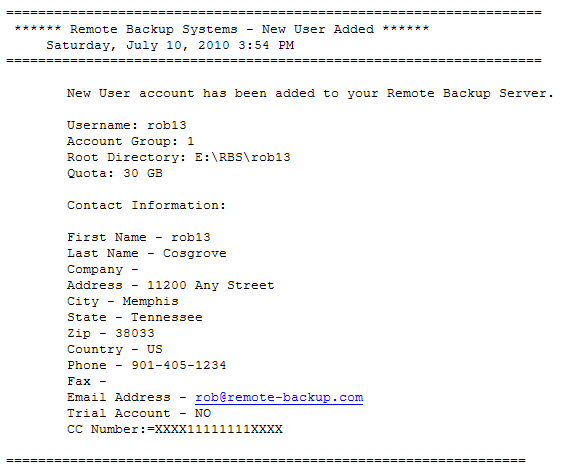 ===================================================================
****** Remote Backup Systems - New User Added ******
Saturday, July 10, 2010 3:54 PM
===================================================================
New User account has been added to your Remote Backup Server.
Username: rob13
Account Group: 1
Root Directory: E:\RBS\rob13
Quota: 30 GB
Contact Information:
First Name - rob13
Last Name - Cosgrove
Company -
Address - 11200 Any Street
City - Memphis
State - Tennessee
Zip - 38033
Country - US
Phone - 901-405-1234
Fax -
Email Address - rob@remote-backup.com
Trial Account - NO
CC Number:=XXXX11111111XXXX
=================================================================